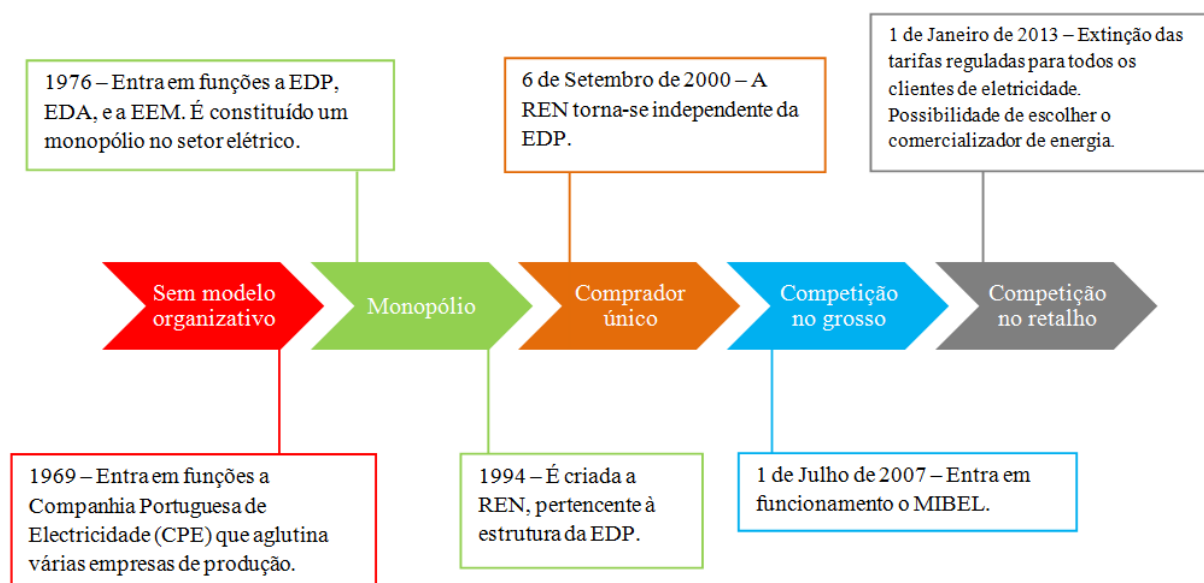 1976 – Entra em funções a EDP,
EDA, e a EEM. É constituído um
monopólio no setor elétrico.
6 de Setembro de 2000 – A
REN torna-se independente da
EDP.
1 de Janeiro de 2013 – Extinção das
tarifas reguladas para todos os
clientes de eletricidade.
Possibilidade de escolher o
comercializador de energia.
Sem modelo
organizativo
Monopólio
Comprador
único
Competição
no grosso
Competição
no retalho
1969 – Entra em funções a
Companhia Portuguesa de
Electricidade (CPE) que aglutina
várias empresas de produção.
1994 – É criada a
REN, pertencente à
estrutura da EDP.
1 de Julho de 2007 – Entra em
funcionamento o MIBEL.